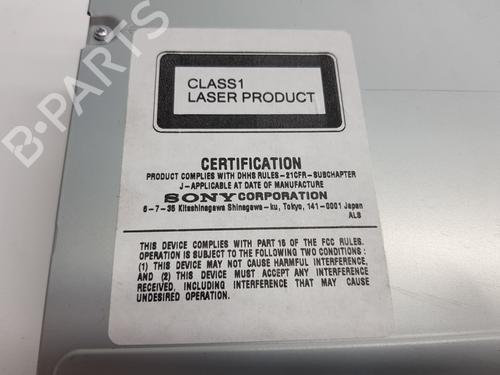 B-PARTS
CLASS1
LASER PRODUCT
CERTIFICATION
PRODUCT COMPLIES WITH DHHS RULES-21CFR-SUBCHAPTER
J-APPLICABLE AT DATE OF MANUFACTURE
SONY CORPORATION
6-7-35 Kitashinagawa Shinagawa-ku, Tokyo, 141-0001 Japan
ALS
THIS DEVICE COMPLIES WITH PART 15 OF THE FCC RULES.
OPERATION IS SUBJECT TO THE FOLLOWING TWO CONDITIONS :
(1) THIS DEVICE MAY NOT CAUSE HARMFUL INTERFERENCE,
AND (2) THIS DEVICE MUST ACCEPT ANY INTERFERENCE
RECEIVED, INCLUDING INTERFERENCE THAT MAY CAUSE
UNDESIRED OPERATION.